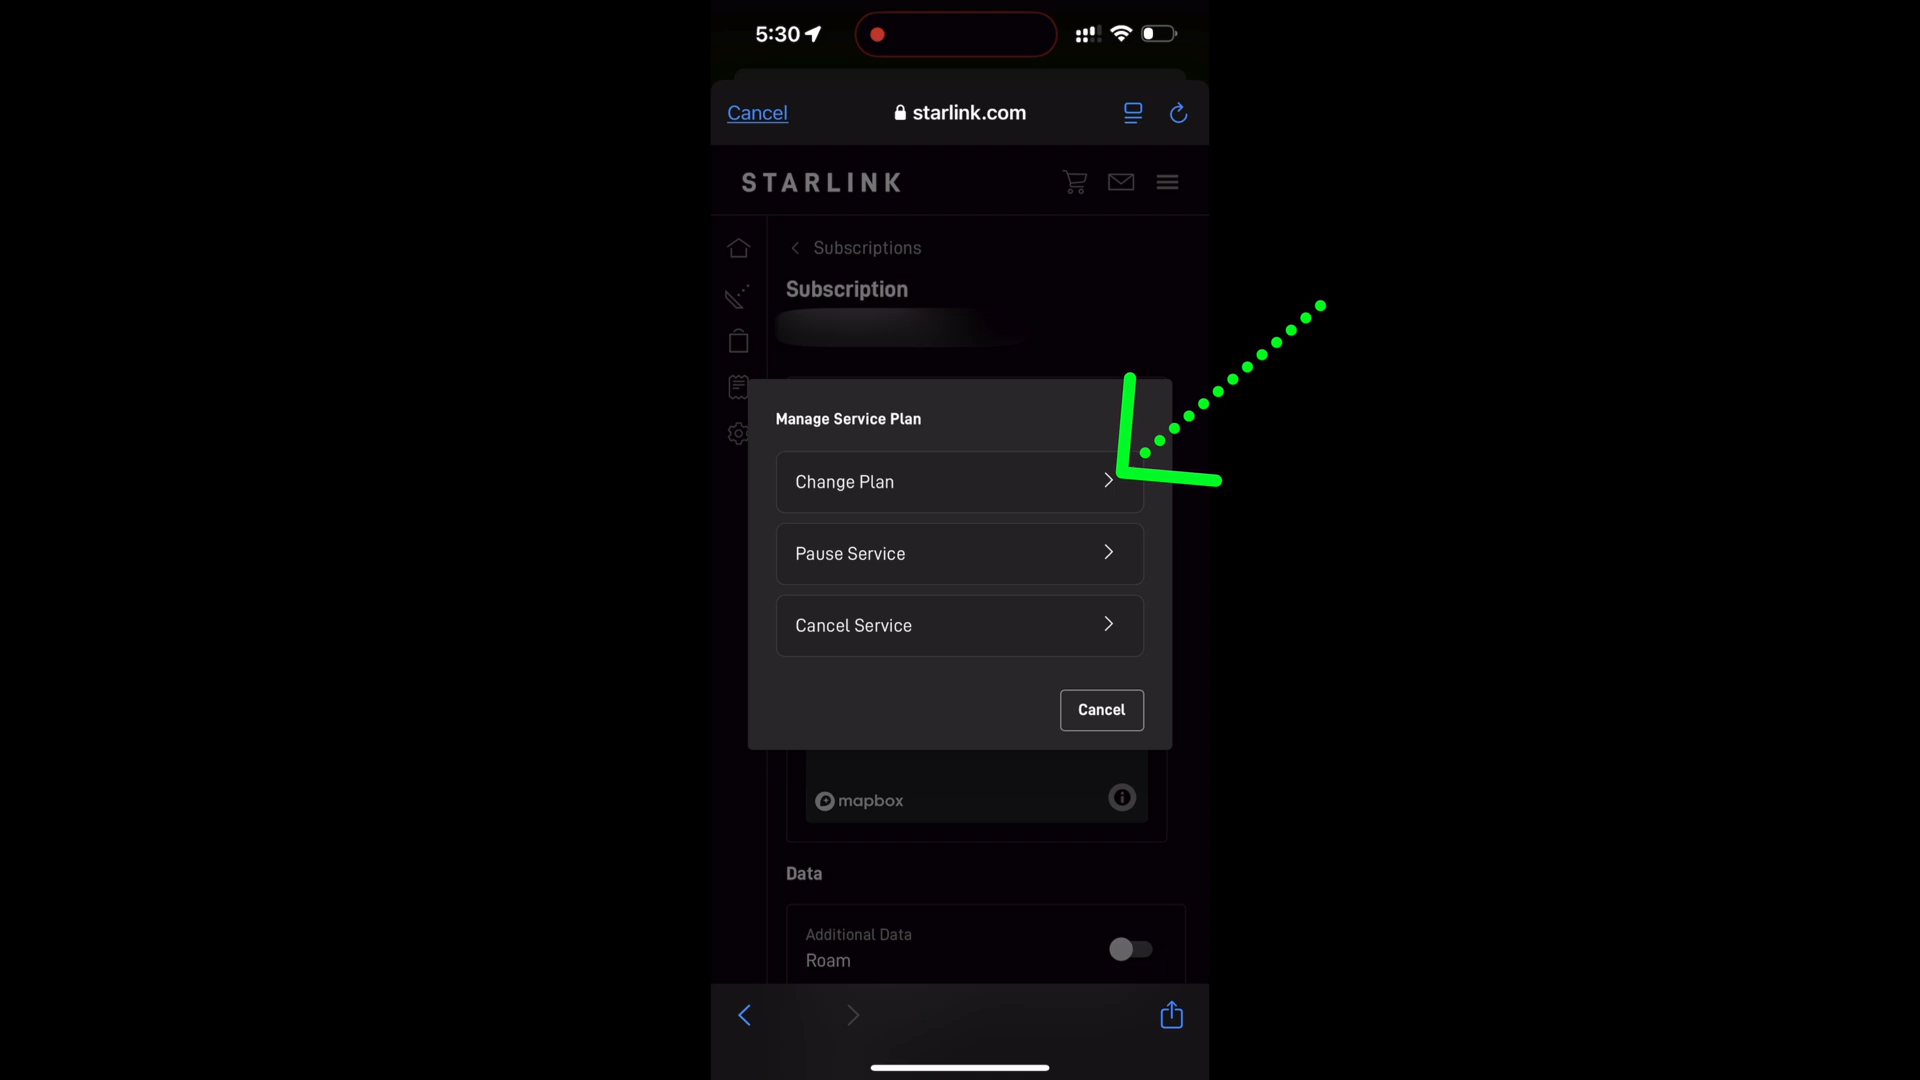 5:30
Cancel
starlink.com
STARLINK
Subscriptions
Subscription
Manage Service Plan
Change Plan
Pause Service
Cancel Service
Cancel
mapbox
Data
Additional Data
Roam